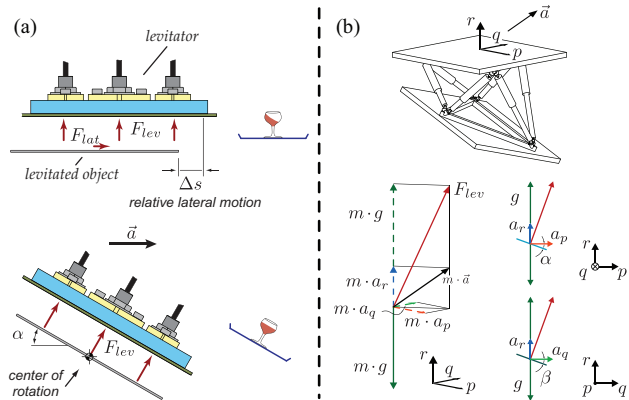 (a)
levitator
F_lat
F_lev
levitated object
Δs
relative lateral motion
a⃗
α
F_lev
center of
rotation
(b)
r
q
p
a⃗
F_lev
m · g
m · a_r
m · a⃗
m · a_q
m · a_p
m · g
r
q
p
g
a_r
a_p
α
g
r
q
p
a_r
a_q
β
g
r
p
q